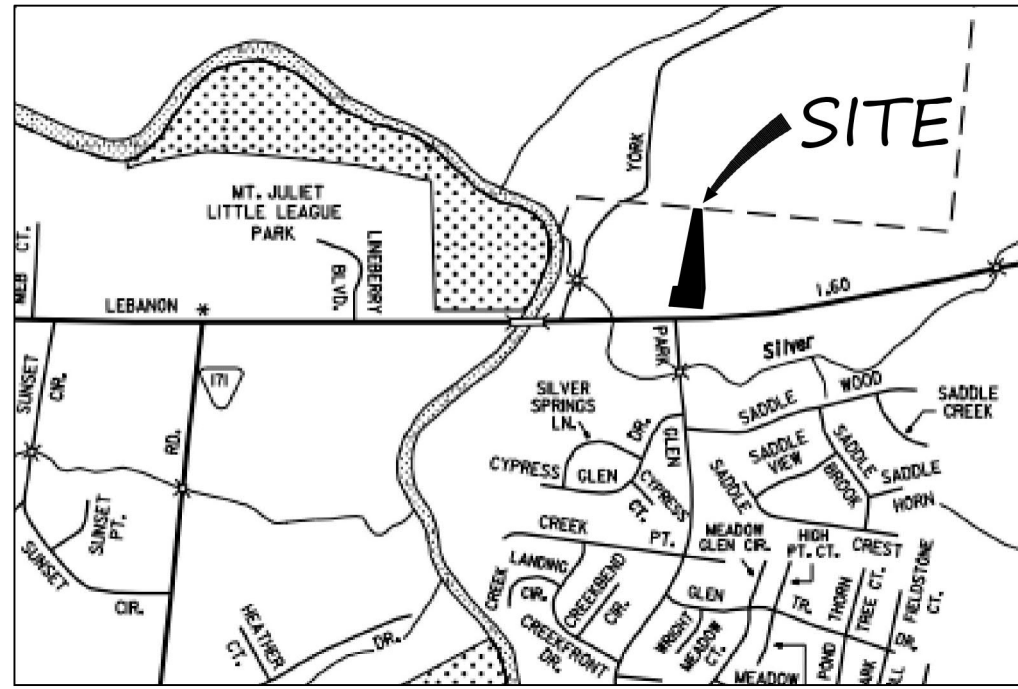 SITE
YORK
MT. JULIET
LITTLE LEAGUE
PARK
LINEBERRY
BLVD.
MEB CT.
LEBANON *
1.60
SUNSET
CIR.
171
RD.
PARK
Silver
SILVER
SPRINGS
LN.
SADDLE WOOD
SADDLE
CREEK
DR.
GLEN
CYPRESS GLEN
CYPRESS
CT.
SADDLE
VIEW
SADDLE
BROOK
SADDLE
HORN
SADDLE
CREST
SUNSET
PT.
SUNSET CIR.
CREEK PT.
MEADOW
GLEN CIR.
HIGH
PT. CT.
LANDING
CIR.
CREEK
CREEKBEND
CIR.
GLEN TR.
THORN
TREE CT.
FIELDSTONE
CT.
HEATHER
CT.
DR.
CREEKFRONT
DR.
WRIGHT
MEADOW
CT.
MEADOW
POND
DR